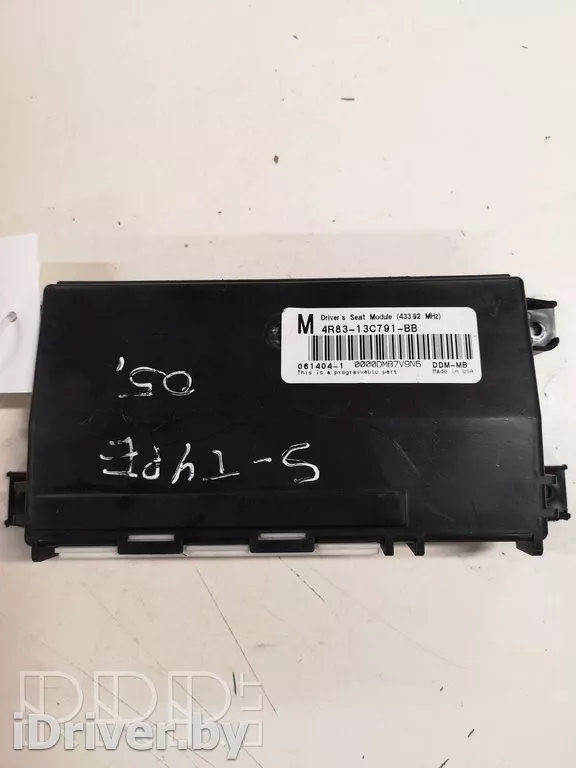 Driver's Seat Module (433.92 MHz)
M 4R83-13C791-BB
061404-1 0000DMB7V9N6 DDM-MB
This is a programmable part Made in USA
05'
S-TYPE
iDriver.by